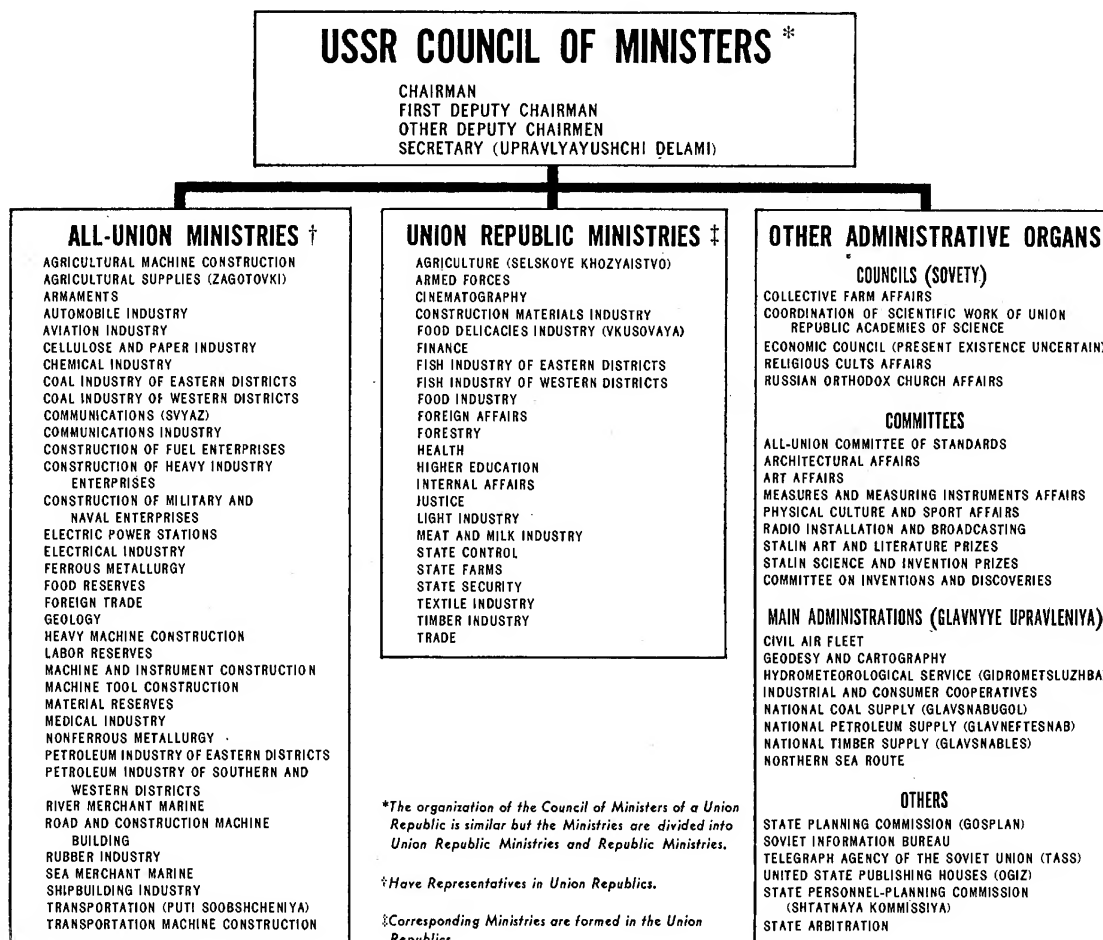 USSR COUNCIL OF MINISTERS *
CHAIRMAN
FIRST DEPUTY CHAIRMAN
OTHER DEPUTY CHAIRMEN
SECRETARY (UPRAVLYAYUSHCHI DELAMI)
ALL-UNION MINISTRIES †
AGRICULTURAL MACHINE CONSTRUCTION
AGRICULTURAL SUPPLIES (ZAGOTOVKI)
ARMAMENTS
AUTOMOBILE INDUSTRY
AVIATION INDUSTRY
CELLULOSE AND PAPER INDUSTRY
CHEMICAL INDUSTRY
COAL INDUSTRY OF EASTERN DISTRICTS
COAL INDUSTRY OF WESTERN DISTRICTS
COMMUNICATIONS (SVYAZ)
COMMUNICATIONS INDUSTRY
CONSTRUCTION OF FUEL ENTERPRISES
CONSTRUCTION OF HEAVY INDUSTRY
ENTERPRISES
CONSTRUCTION OF MILITARY AND
NAVAL ENTERPRISES
ELECTRIC POWER STATIONS
ELECTRICAL INDUSTRY
FERROUS METALLURGY
FOOD RESERVES
FOREIGN TRADE
GEOLOGY
HEAVY MACHINE CONSTRUCTION
LABOR RESERVES
MACHINE AND INSTRUMENT CONSTRUCTION
MACHINE TOOL CONSTRUCTION
MATERIAL RESERVES
MEDICAL INDUSTRY
NONFERROUS METALLURGY
PETROLEUM INDUSTRY OF EASTERN DISTRICTS
PETROLEUM INDUSTRY OF SOUTHERN AND
WESTERN DISTRICTS
RIVER MERCHANT MARINE
ROAD AND CONSTRUCTION MACHINE
BUILDING
RUBBER INDUSTRY
SEA MERCHANT MARINE
SHIPBUILDING INDUSTRY
TRANSPORTATION (PUTI SOOBSHCHENIYA)
TRANSPORTATION MACHINE CONSTRUCTION
UNION REPUBLIC MINISTRIES ‡
AGRICULTURE (SELSKOYE KHOZYAISTVO)
ARMED FORCES
CINEMATOGRAPHY
CONSTRUCTION MATERIALS INDUSTRY
FOOD DELICACIES INDUSTRY (VKUSOVAYA)
FINANCE
FISH INDUSTRY OF EASTERN DISTRICTS
FISH INDUSTRY OF WESTERN DISTRICTS
FOOD INDUSTRY
FOREIGN AFFAIRS
FORESTRY
HEALTH
HIGHER EDUCATION
INTERNAL AFFAIRS
JUSTICE
LIGHT INDUSTRY
MEAT AND MILK INDUSTRY
STATE CONTROL
STATE FARMS
STATE SECURITY
TEXTILE INDUSTRY
TIMBER INDUSTRY
TRADE
*The organization of the Council of Ministers of a Union
Republic is similar but the Ministries are divided into
Union Republic Ministries and Republic Ministries.
†Have Representatives in Union Republics.
‡Corresponding Ministries are formed in the Union
Republics
OTHER ADMINISTRATIVE ORGANS
COUNCILS (SOVETY)
COLLECTIVE FARM AFFAIRS
COORDINATION OF SCIENTIFIC WORK OF UNION
REPUBLIC ACADEMIES OF SCIENCE
ECONOMIC COUNCIL (PRESENT EXISTENCE UNCERTAIN)
RELIGIOUS CULTS AFFAIRS
RUSSIAN ORTHODOX CHURCH AFFAIRS
COMMITTEES
ALL-UNION COMMITTEE OF STANDARDS
ARCHITECTURAL AFFAIRS
ART AFFAIRS
MEASURES AND MEASURING INSTRUMENTS AFFAIRS
PHYSICAL CULTURE AND SPORT AFFAIRS
RADIO INSTALLATION AND BROADCASTING
STALIN ART AND LITERATURE PRIZES
STALIN SCIENCE AND INVENTION PRIZES
COMMITTEE ON INVENTIONS AND DISCOVERIES
MAIN ADMINISTRATIONS (GLAVNYYE UPRAVLENIYA)
CIVIL AIR FLEET
GEODESY AND CARTOGRAPHY
HYDROMETEOROLOGICAL SERVICE (GIDROMETSLUZHBA)
INDUSTRIAL AND CONSUMER COOPERATIVES
NATIONAL COAL SUPPLY (GLAVSNABUGOL)
NATIONAL PETROLEUM SUPPLY (GLAVNEFTESNAB)
NATIONAL TIMBER SUPPLY (GLAVSNABLES)
NORTHERN SEA ROUTE
OTHERS
STATE PLANNING COMMISSION (GOSPLAN)
SOVIET INFORMATION BUREAU
TELEGRAPH AGENCY OF THE SOVIET UNION (TASS)
UNITED STATE PUBLISHING HOUSES (OGIZ)
STATE PERSONNEL-PLANNING COMMISSION
(SHTATNAYA KOMMISSIYA)
STATE ARBITRATION